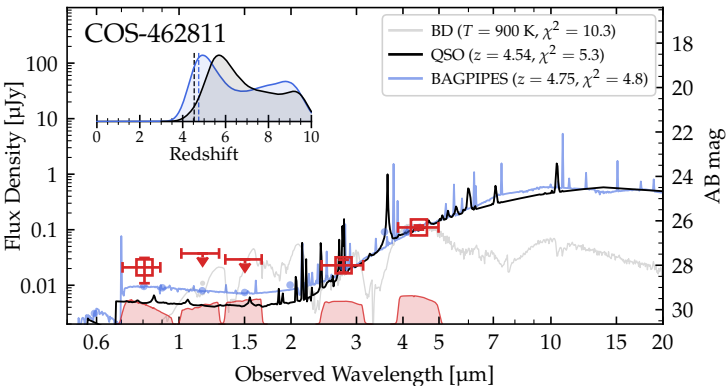 COS-462811
BD (T = 900 K, χ² = 10.3)
QSO (z = 4.54, χ² = 5.3)
BAGPIPES (z = 4.75, χ² = 4.8)
0 2 4 6 8 10
Redshift
100
10
1
0.1
0.01
Flux Density [μJy]
18
20
22
24
26
28
30
AB mag
0.6 1 1.5 2 3 4 5 10 15 20
Observed Wavelength [μm]